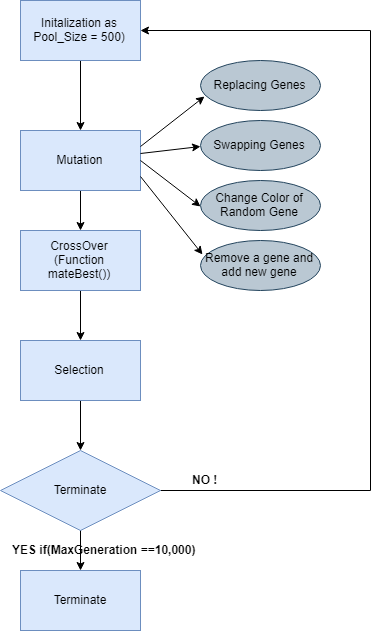 Initalization as
Pool_Size = 500)
Replacing Genes
Swapping Genes
Mutation
Change Color of
Random Gene
CrossOver
(Function
mateBest())
Remove a gene and
add new gene
Selection
NO !
Terminate
YES if(MaxGeneration ==10,000)
Terminate